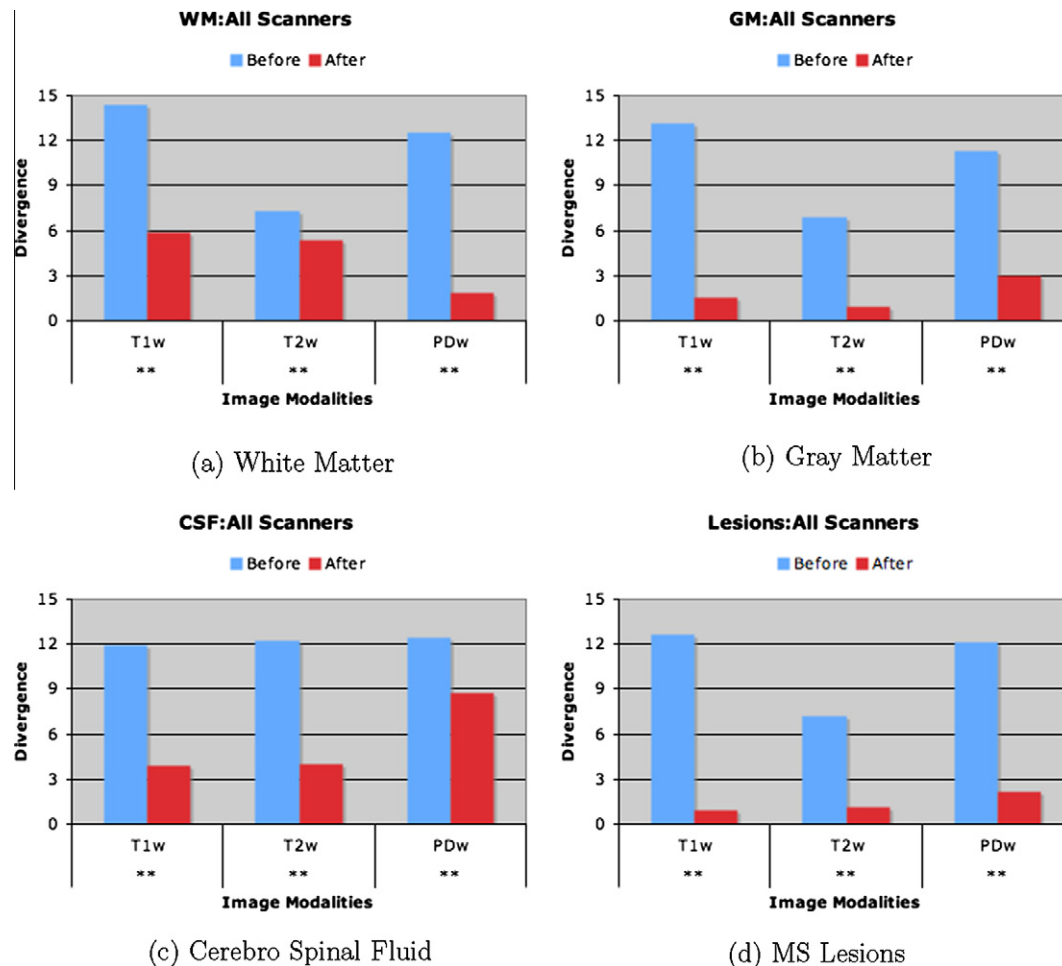 WM:All Scanners
Before After
15
12
9
6
3
0
Divergence
T1w T2w PDw
** ** **
Image Modalities
(a) White Matter
GM:All Scanners
Before After
15
12
9
6
3
0
Divergence
T1w T2w PDw
** ** **
Image Modalities
(b) Gray Matter
CSF:All Scanners
Before After
15
12
9
6
3
0
Divergence
T1w T2w PDw
** ** **
Image Modalities
(c) Cerebro Spinal Fluid
Lesions:All Scanners
Before After
15
12
9
6
3
0
Divergence
T1w T2w PDw
** ** **
Image Modalities
(d) MS Lesions